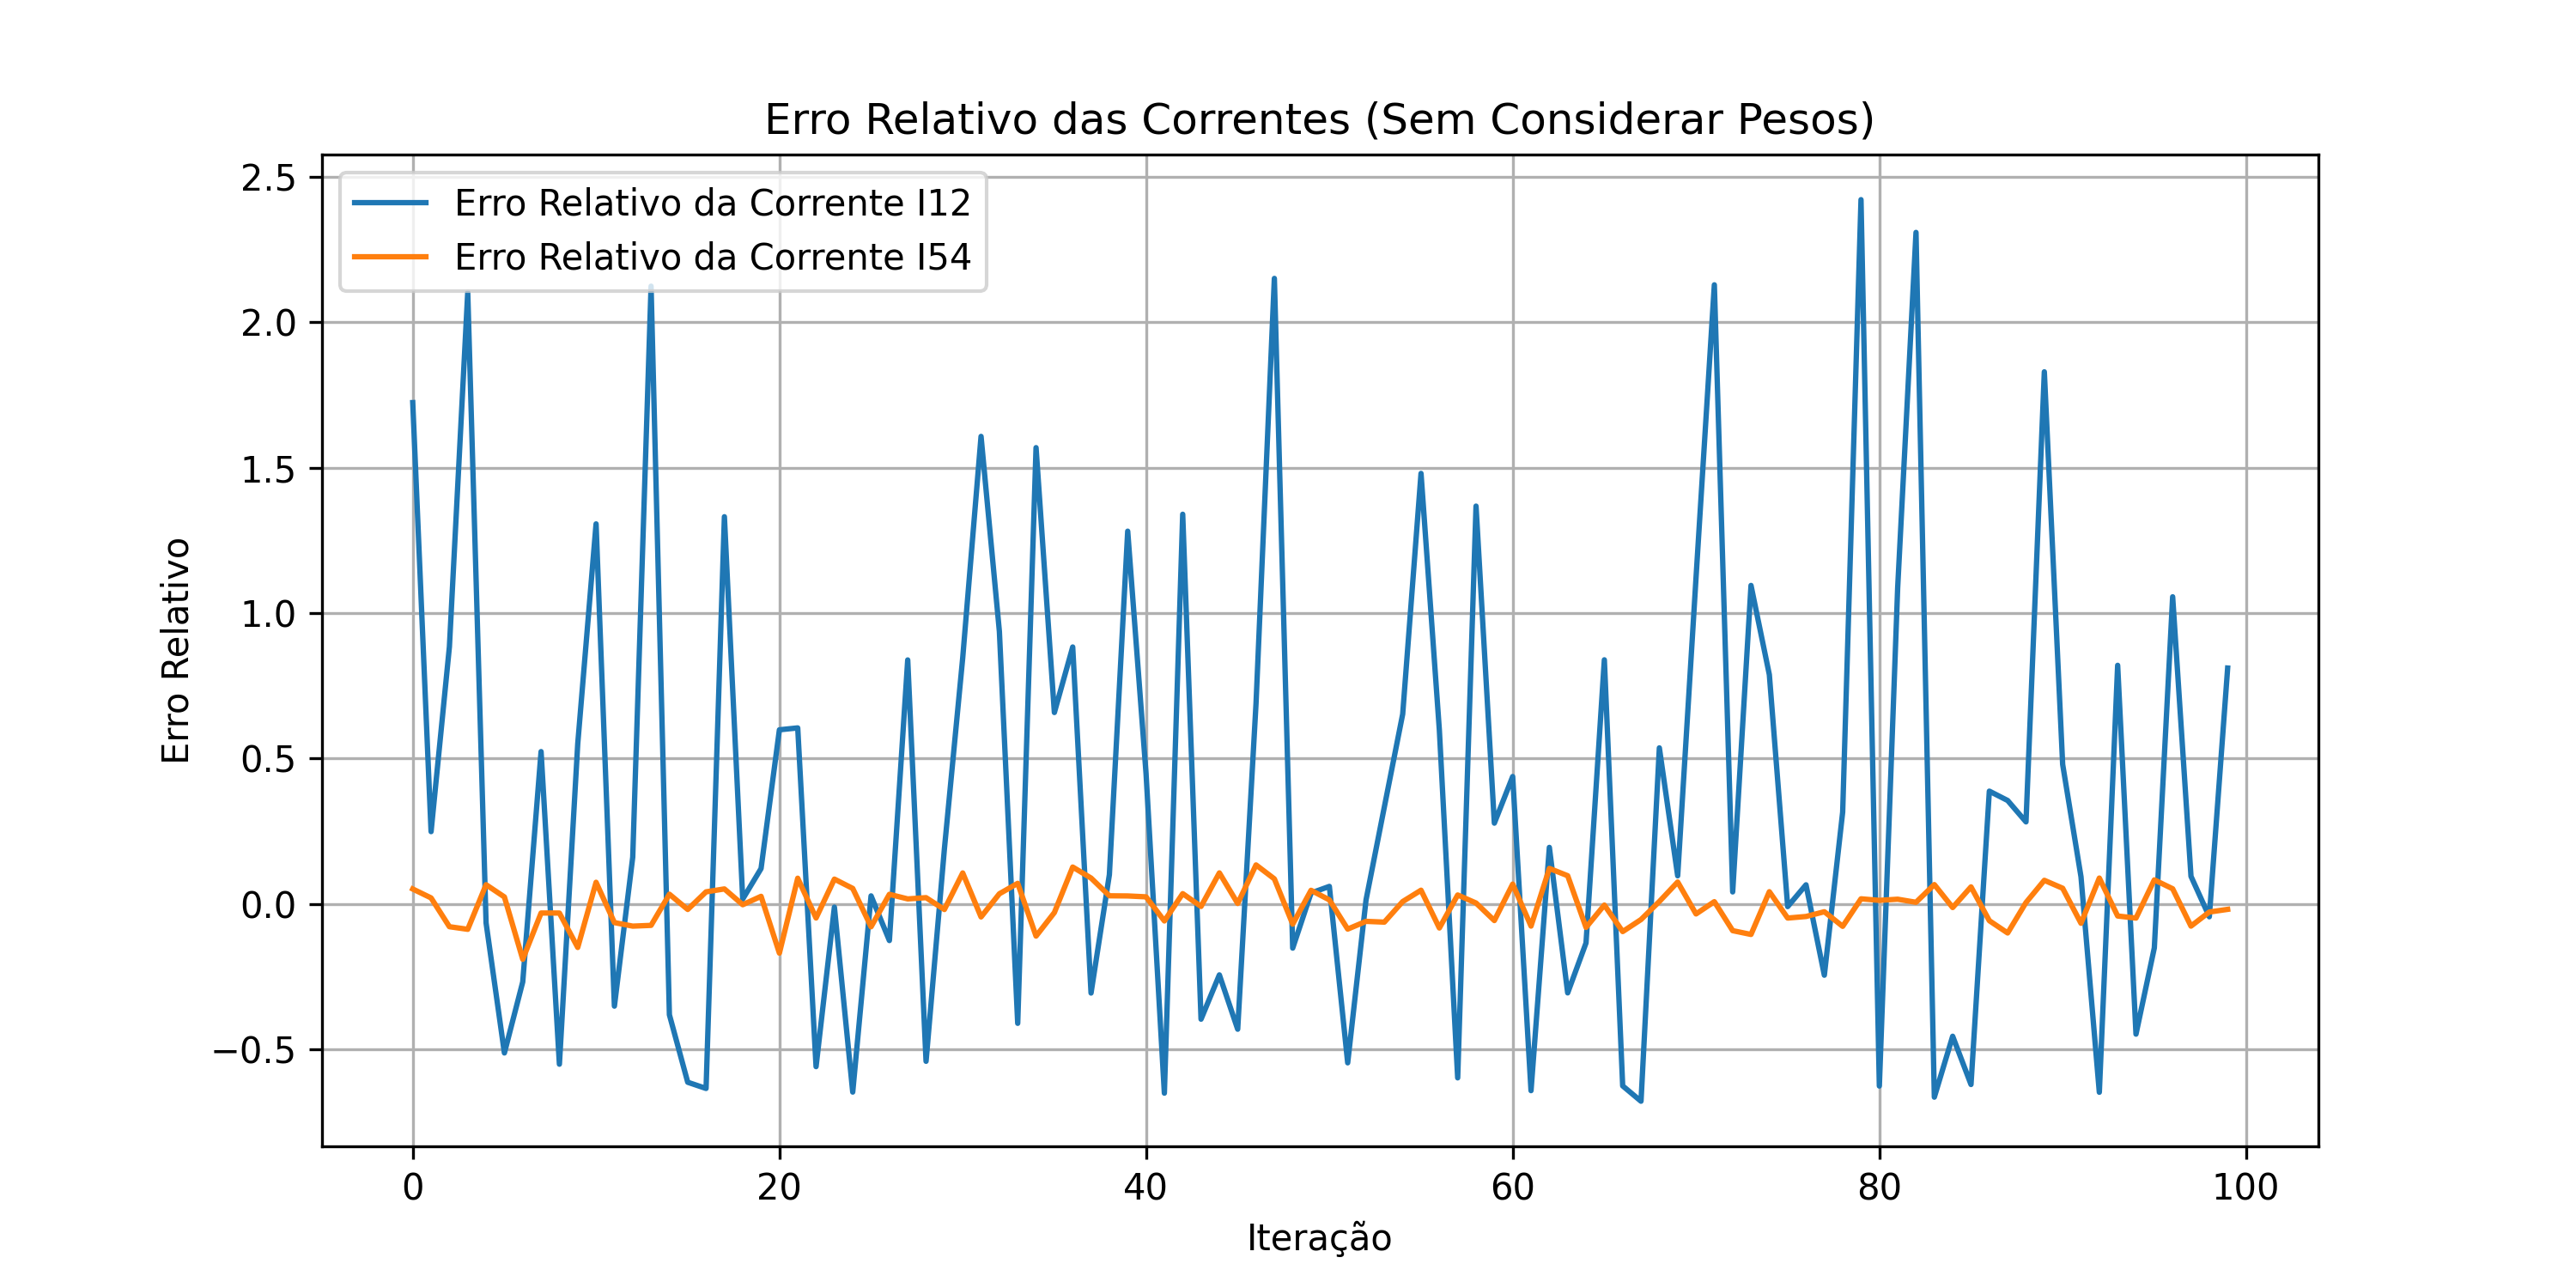 Erro Relativo das Correntes (Sem Considerar Pesos)
Erro Relativo da Corrente I12
Erro Relativo da Corrente I54
2.5
2.0
1.5
1.0
0.5
0.0
−0.5
Erro Relativo
0 20 40 60 80 100
Iteração